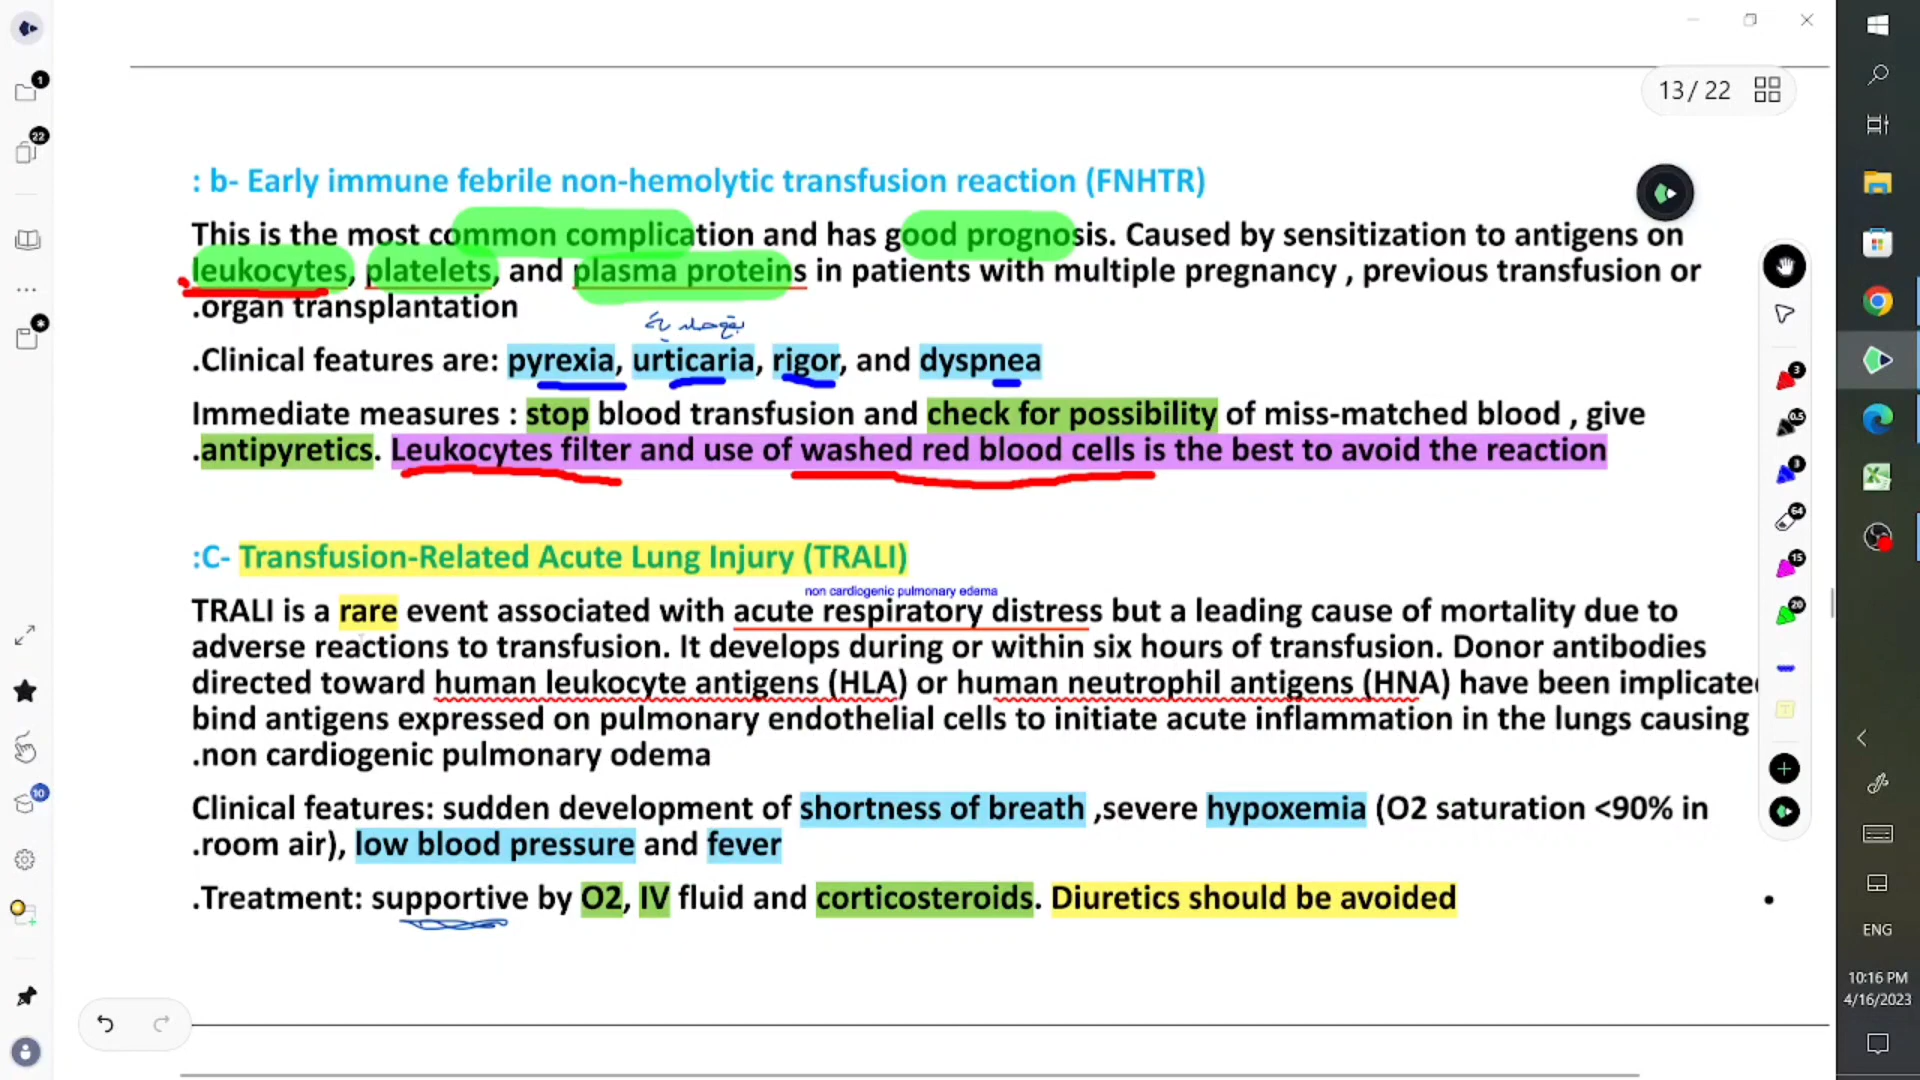 1
13/ 22
22
: b- Early immune febrile non-hemolytic transfusion reaction (FNHTR)
This is the most common complication and has good prognosis. Caused by sensitization to antigens on
leukocytes, platelets, and plasma proteins in patients with multiple pregnancy , previous transfusion or
.organ transplantation
.Clinical features are: pyrexia, urticaria, rigor, and dyspnea
Immediate measures : stop blood transfusion and check for possibility of miss-matched blood , give
.antipyretics. Leukocytes filter and use of washed red blood cells is the best to avoid the reaction
:C- Transfusion-Related Acute Lung Injury (TRALI)
non cardiogenic pulmonary edema
TRALI is a rare event associated with acute respiratory distress but a leading cause of mortality due to
adverse reactions to transfusion. It develops during or within six hours of transfusion. Donor antibodies
directed toward human leukocyte antigens (HLA) or human neutrophil antigens (HNA) have been implicate
bind antigens expressed on pulmonary endothelial cells to initiate acute inflammation in the lungs causing
.non cardiogenic pulmonary odema
Clinical features: sudden development of shortness of breath ,severe hypoxemia (O2 saturation <90% in
.room air), low blood pressure and fever
.Treatment: supportive by O2, IV fluid and corticosteroids. Diuretics should be avoided
10
3
0.5
3
64
15
20
T
ENG
10:16 PM
4/16/2023